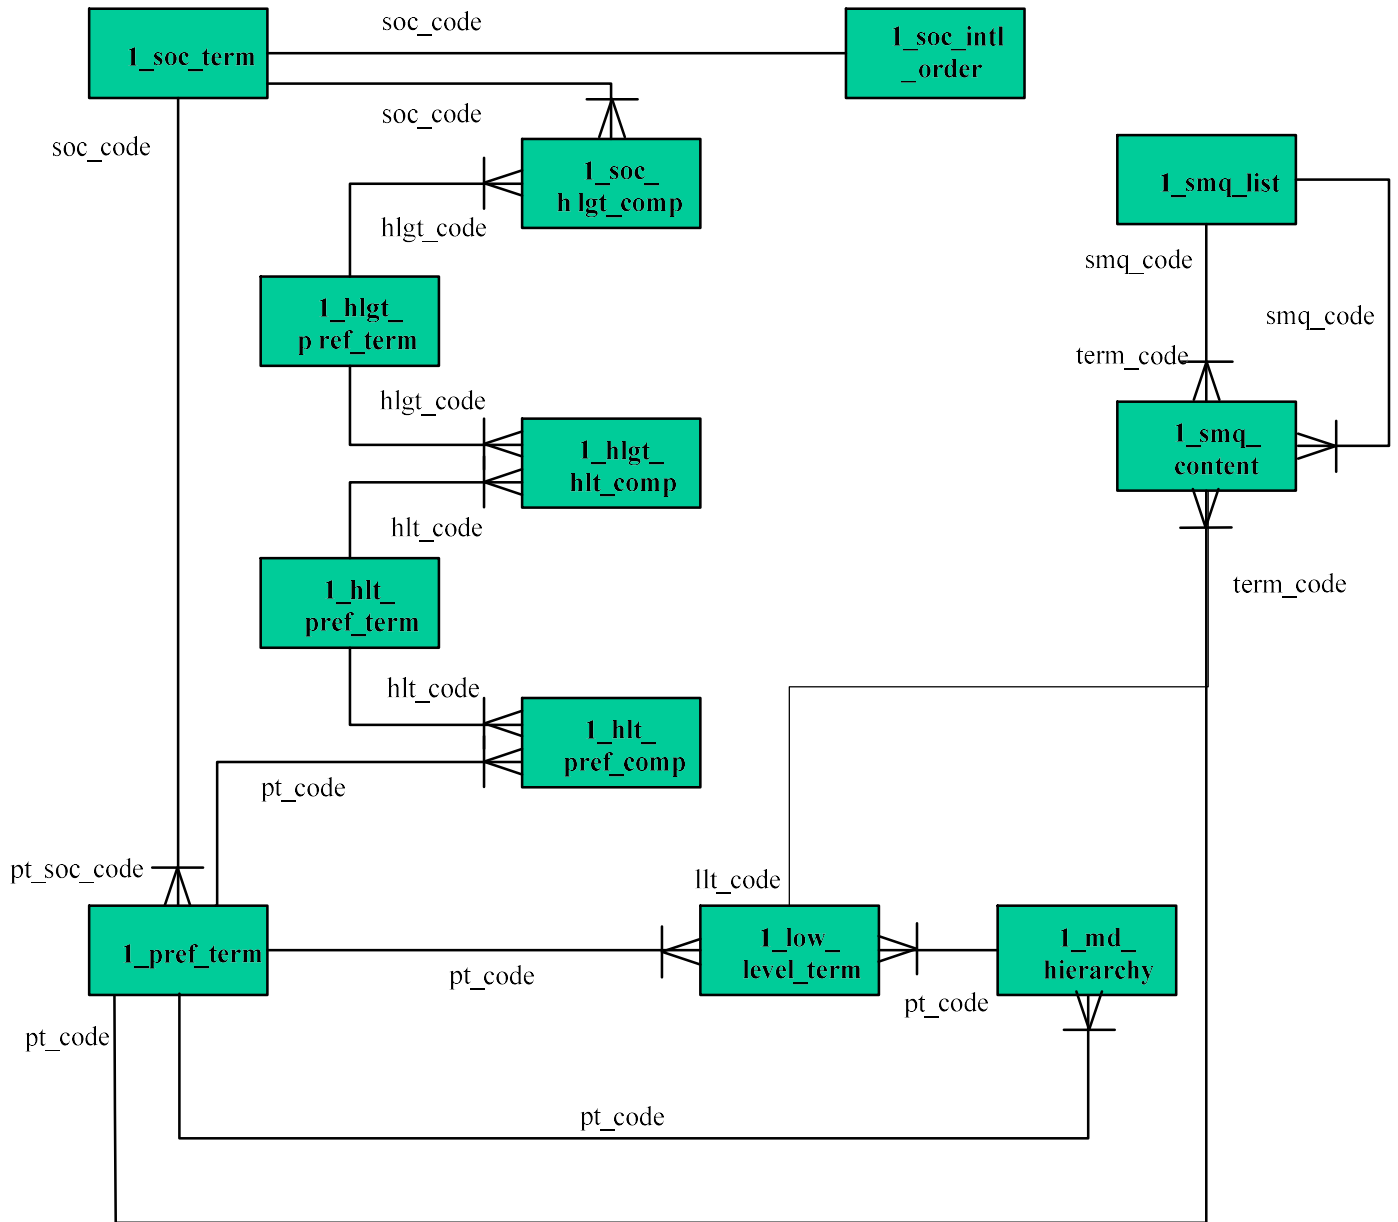 soc_code
1_soc_term
1_soc_intl
_order
soc_code
soc_code
1_soc_
h lgt_comp
1_smq_list
hlgt_code
smq_code
smq_code
1_hlgt_
p ref_term
term_code
hlgt_code
1_smq_
content
1_hlgt_
hlt_comp
hlt_code
1_hlt_
pref_term
term_code
hlt_code
1_hlt_
pref_comp
pt_code
pt_soc_code
llt_code
1_pref_term
1_low_
level_term
1_md_
hierarchy
pt_code
pt_code
pt_code
pt_code